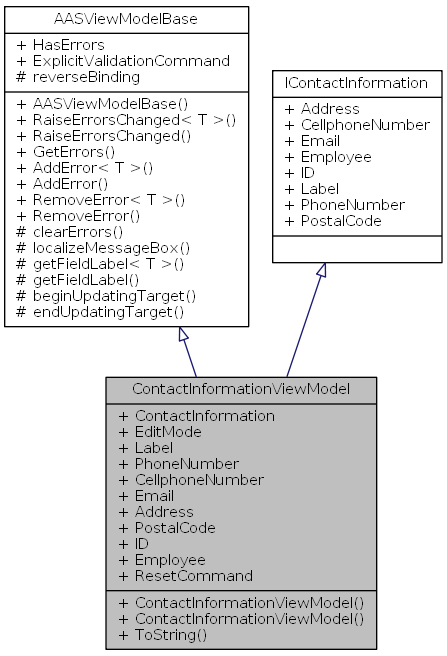 AASViewModelBase
+ HasErrors
+ ExplicitValidationCommand
# reverseBinding
+ AASViewModelBase()
+ RaiseErrorsChanged< T >()
+ RaiseErrorsChanged()
+ GetErrors()
+ AddError< T >()
+ AddError()
+ RemoveError< T >()
+ RemoveError()
# clearErrors()
# localizeMessageBox()
# getFieldLabel< T >()
# getFieldLabel()
# beginUpdatingTarget()
# endUpdatingTarget()
IContactInformation
+ Address
+ CellphoneNumber
+ Email
+ Employee
+ ID
+ Label
+ PhoneNumber
+ PostalCode
ContactInformationViewModel
+ ContactInformation
+ EditMode
+ Label
+ PhoneNumber
+ CellphoneNumber
+ Email
+ Address
+ PostalCode
+ ID
+ Employee
+ ResetCommand
+ ContactInformationViewModel()
+ ContactInformationViewModel()
+ ToString()